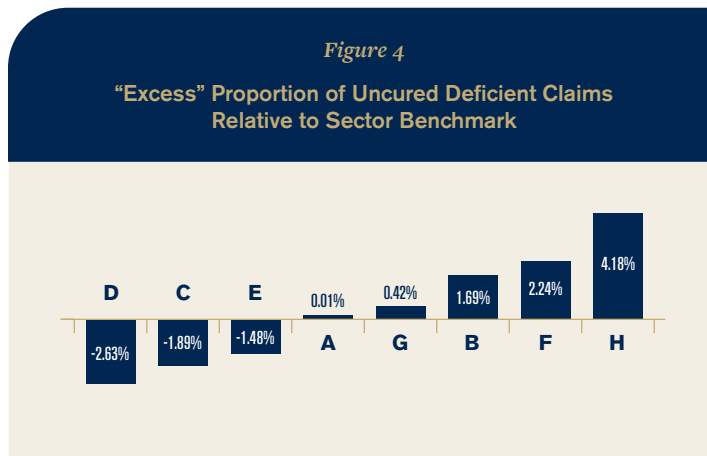 Figure 4
“Excess” Proportion of Uncured Deficient Claims
Relative to Sector Benchmark
D
C
E
0.01%
0.42%
1.69%
2.24%
4.18%
-2.63%
-1.89%
-1.48%
A
G
B
F
H